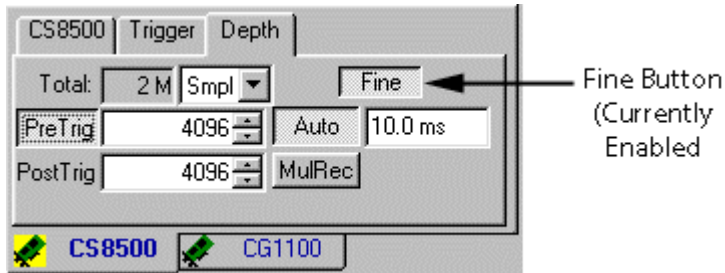 CS8500 Trigger Depth
Total: 2 M Smpl Fine
PreTrig 4096 Auto 10.0 ms
PostTrig 4096 MulRec
CS8500 CG1100
Fine Button
(Currently
Enabled